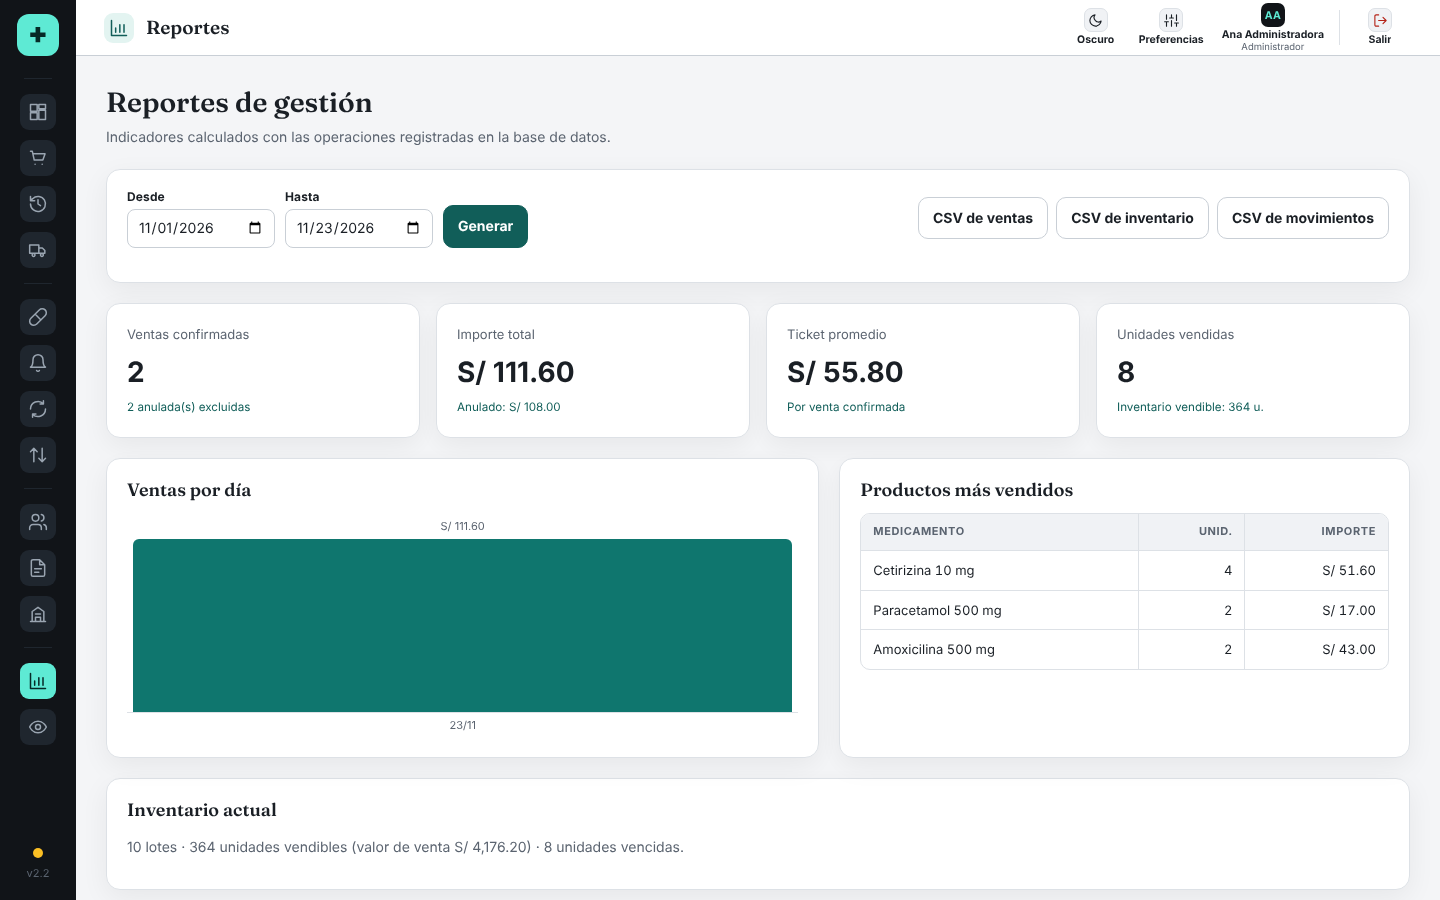 Reportes
Oscuro
Preferencias
AA
Ana Administradora
Administrador
Salir
Reportes de gestión
Indicadores calculados con las operaciones registradas en la base de datos.
Desde
Hasta
11/01/2026
11/23/2026
Generar
CSV de ventas
CSV de inventario
CSV de movimientos
Ventas confirmadas
2
2 anulada(s) excluidas
Importe total
S/ 111.60
Anulado: S/ 108.00
Ticket promedio
S/ 55.80
Por venta confirmada
Unidades vendidas
8
Inventario vendible: 364 u.
Ventas por día
S/ 111.60
23/11
Productos más vendidos
MEDICAMENTO UNID. IMPORTE
Cetirizina 10 mg 4 S/ 51.60
Paracetamol 500 mg 2 S/ 17.00
Amoxicilina 500 mg 2 S/ 43.00
Inventario actual
10 lotes · 364 unidades vendibles (valor de venta S/ 4,176.20) · 8 unidades vencidas.
v2.2